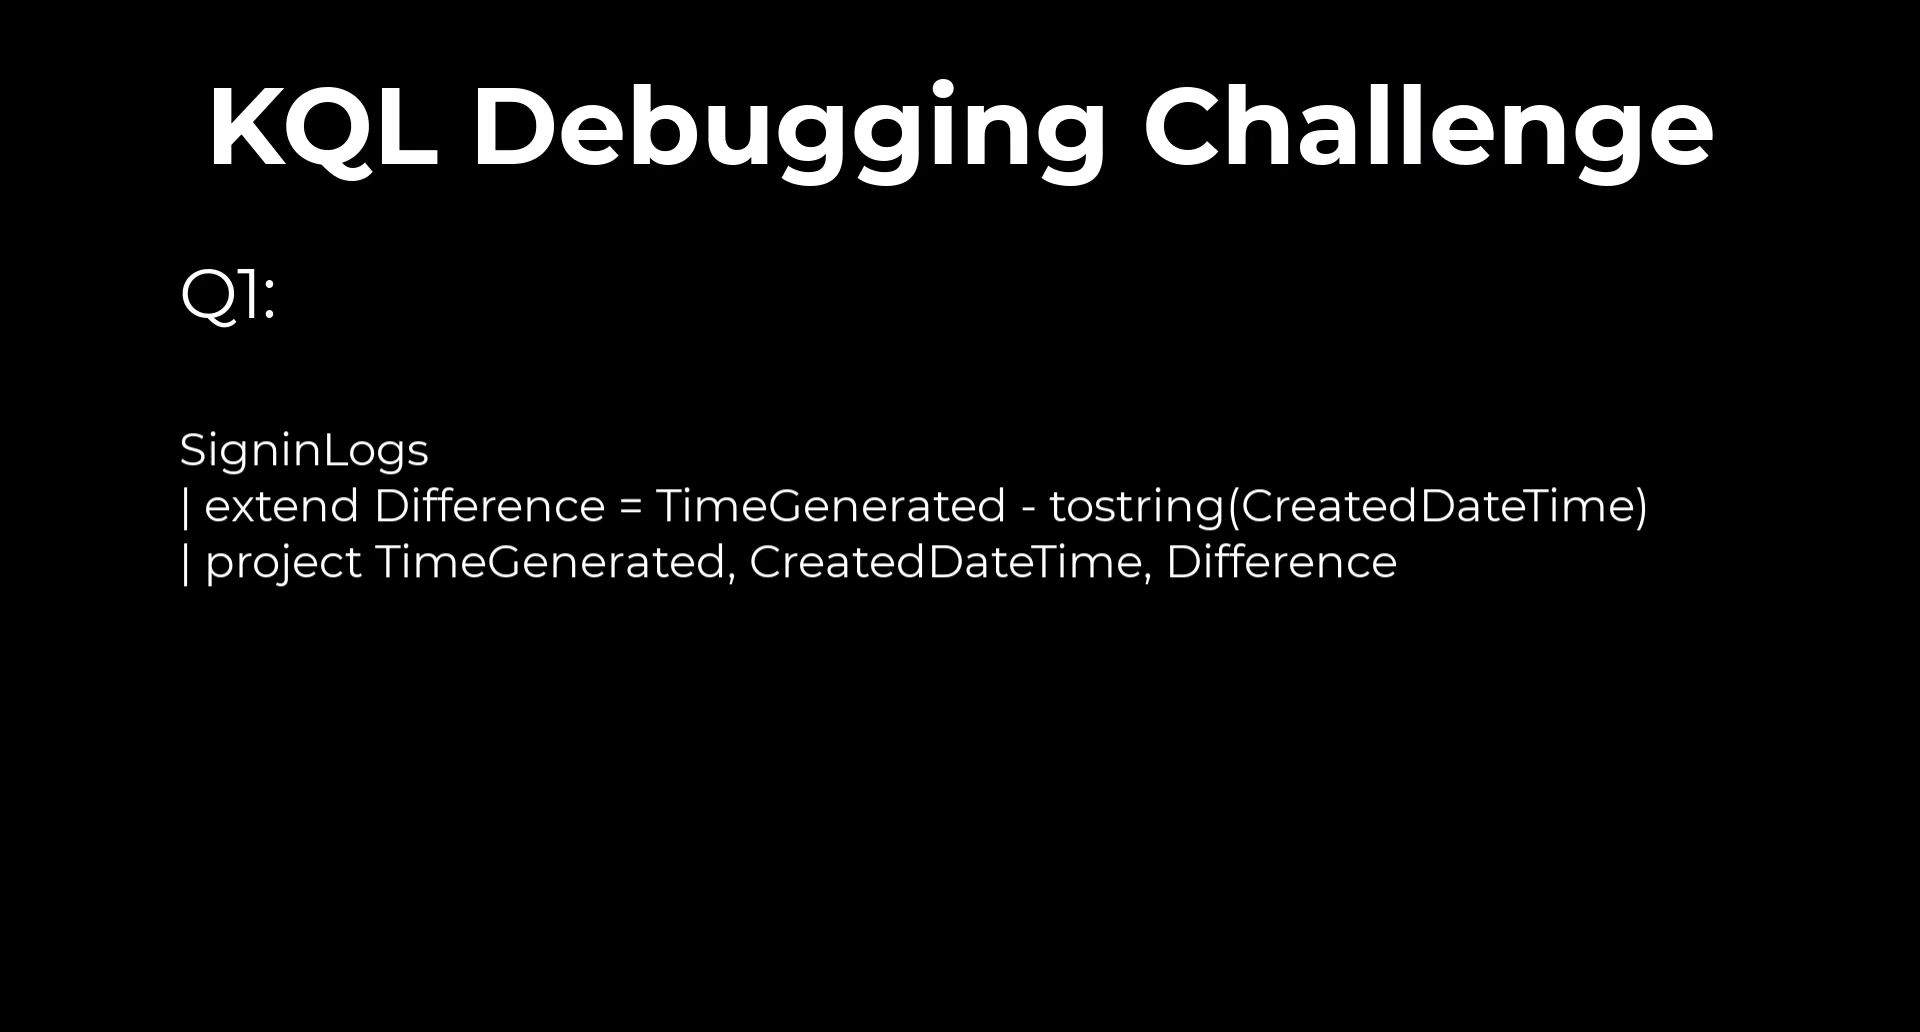 KQL Debugging Challenge
Q1:
SigninLogs
| extend Difference = TimeGenerated - tostring(CreatedDateTime)
| project TimeGenerated, CreatedDateTime, Difference